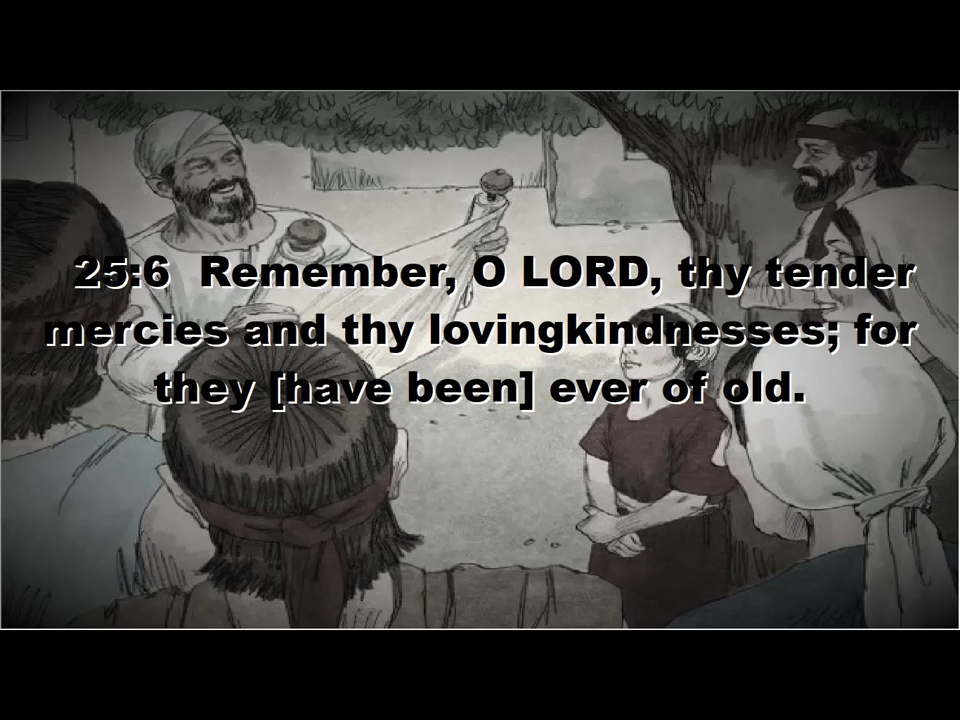 25:6 Remember, O LORD, thy tender
mercies and thy lovingkindnesses; for
they [have been] ever of old.